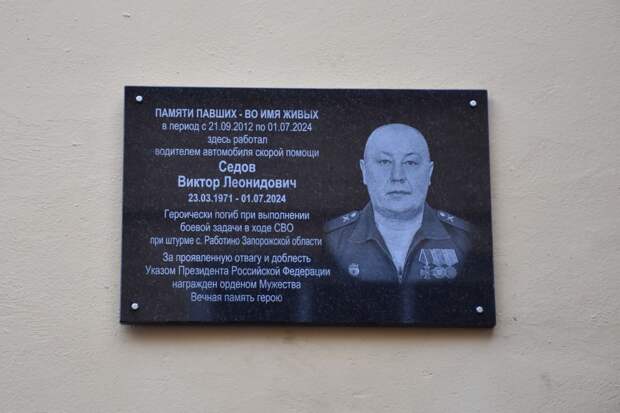 ПАМЯТИ ПАВШИХ - ВО ИМЯ ЖИВЫХ
в период с 21.09.2012 по 01.07.2024
здесь работал
водителем автомобиля скорой помощи
Седов
Виктор Леонидович
23.03.1971 - 01.07.2024
Героически погиб при выполнении
боевой задачи в ходе СВО
при штурме с. Работино Запорожской области
За проявленную отвагу и доблесть
Указом Президента Российской Федерации
награжден орденом Мужества
Вечная память герою